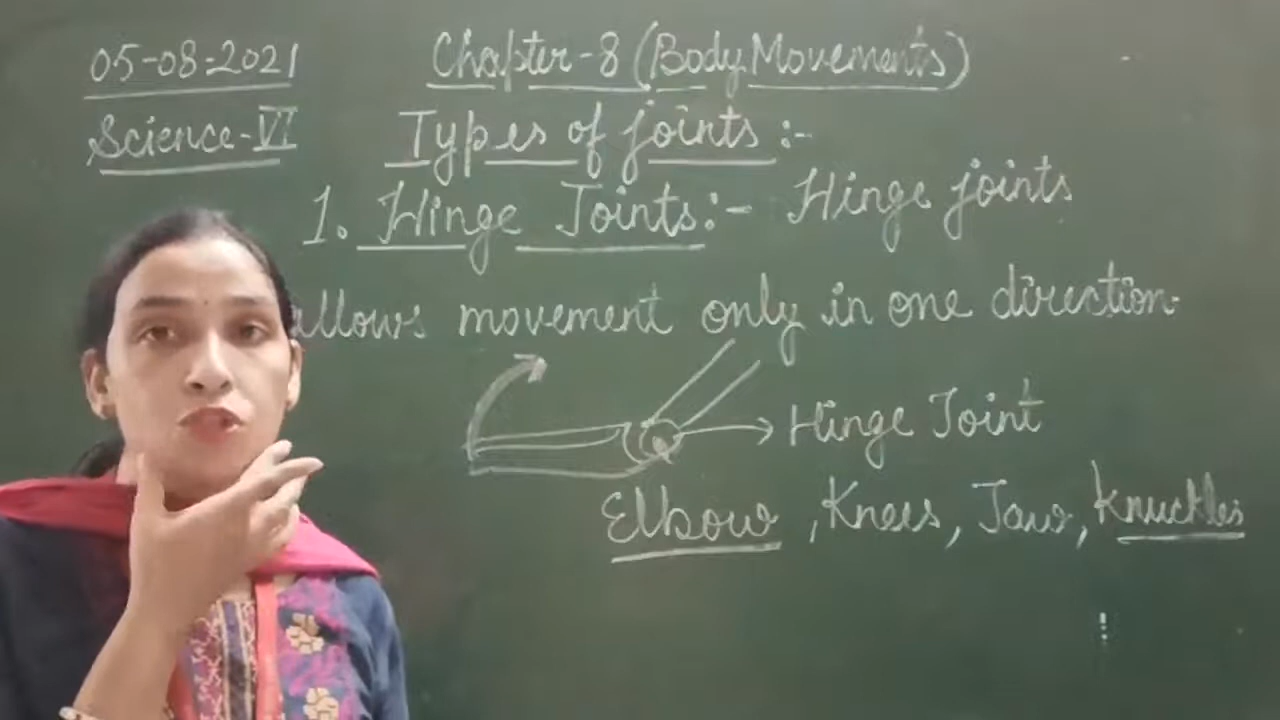 05-08-2021
Chapter-8 (Body Movements)
Science-VI
Types of joints :-
1. Hinge Joints :- Hinge joints
allows movement only in one direction.
Hinge Joint
Elbow, Knees, Jaw, Knuckles